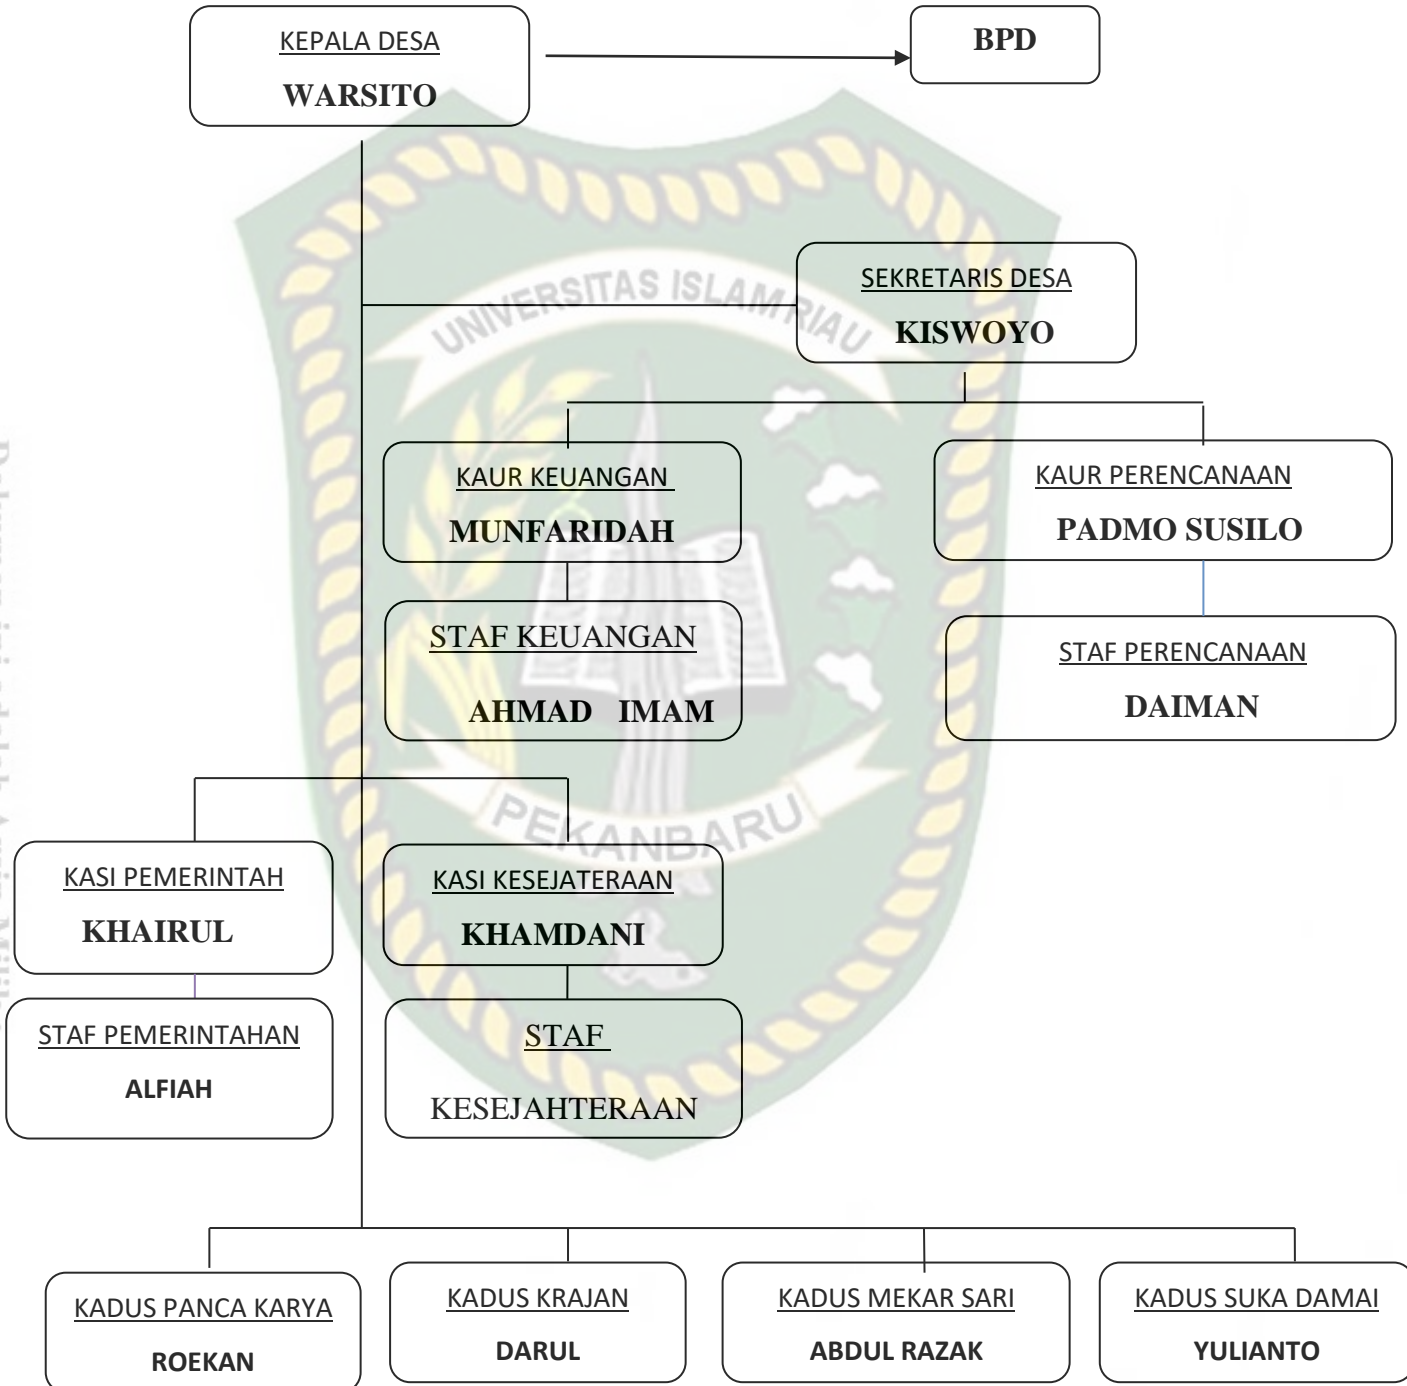 KEPALA DESA
WARSITO
BPD
UNIVERSITAS ISLAM RIAU
SEKRETARIS DESA
KISWOYO
KAUR KEUANGAN
MUNFARIDAH
KAUR PERENCANAAN
PADMO SUSILO
STAF KEUANGAN
AHMAD IMAM
STAF PERENCANAAN
DAIMAN
PEKANBARU
KASI PEMERINTAH
KHAIRUL
KASI KESEJATERAAN
KHAMDANI
STAF PEMERINTAHAN
ALFIAH
STAF
KESEJAHTERAAN
KADUS PANCA KARYA
ROEKAN
KADUS KRAJAN
DARUL
KADUS MEKAR SARI
ABDUL RAZAK
KADUS SUKA DAMAI
YULIANTO